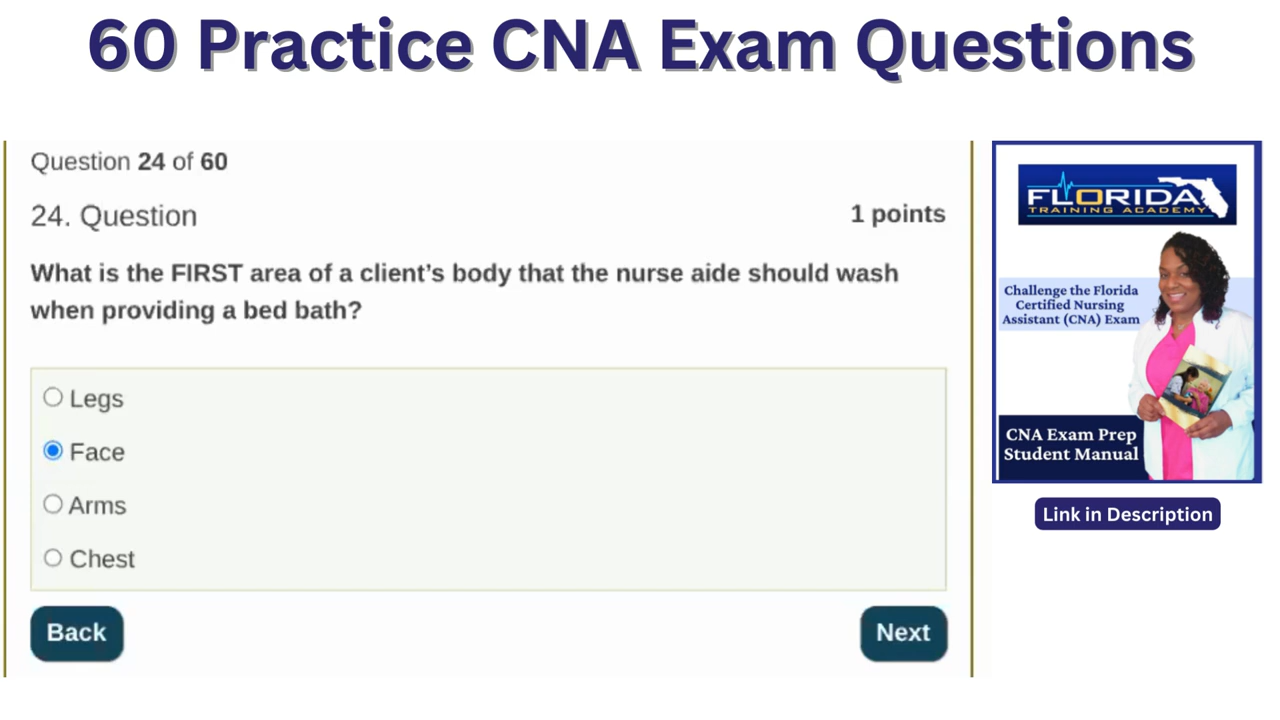 60 Practice CNA Exam Questions
Question 24 of 60
24. Question
1 points
What is the FIRST area of a client's body that the nurse aide should wash
when providing a bed bath?
Legs
Face
Arms
Chest
Back
Next
FLORIDA
TRAINING ACADEMY
Challenge the Florida
Certified Nursing
Assistant (CNA) Exam
CNA Exam Prep
Student Manual
Link in Description